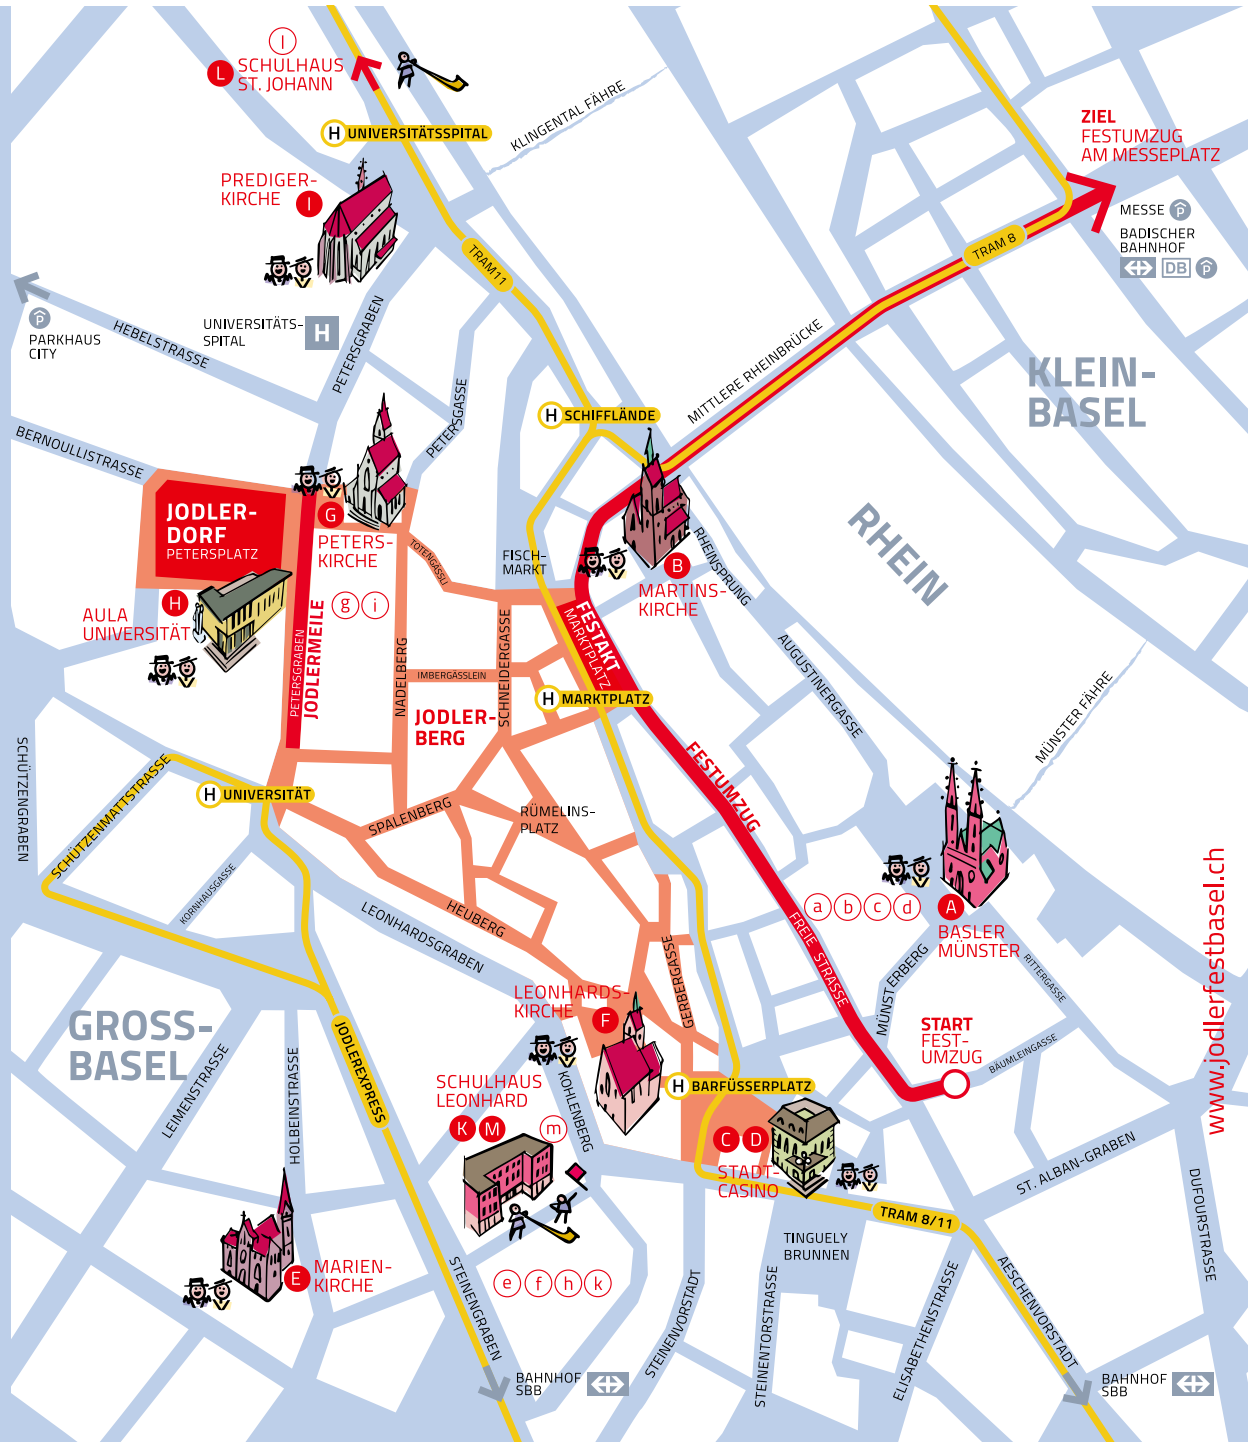 l
L
SCHULHAUS
ST. JOHANN
H UNIVERSITÄTSSPITAL
KLINGENTAL FÄHRE
ZIEL
FESTUMZUG
AM MESSEPLATZ
PREDIGER-
KIRCHE
I
MESSE P
BADISCHER
BAHNHOF
DB P
TRAM 8
TRAM 11
P
PARKHAUS
CITY
HEBELSTRASSE
UNIVERSITÄTS-
SPITAL
H
PETERSGRABEN
PETERSGASSE
MITTLERE RHEINBRÜCKE
KLEIN-
BASEL
H SCHIFFLÄNDE
BERNOULLISTRASSE
JODLER-
DORF
PETERSPLATZ
G
PETERS-
KIRCHE
TOTENGÄSSLI
FISCH-
MARKT
RHEINSPRUNG
RHEIN
B
MARTINS-
KIRCHE
H
AULA
UNIVERSITÄT
g i
PETERSGRABEN
JODLERMEILE
NADELBERG
IMBERGÄSSLEIN
SCHNEIDERGASSE
FESTAKT
MARKTPLATZ
AUGUSTINERGASSE
MÜNSTER FÄHRE
JODLER-
BERG
H MARKTPLATZ
FESTUMZUG
SCHÜTZENGRABEN
SCHÜTZENMATTSTRASSE
H UNIVERSITÄT
SPALENBERG
RÜMELINS-
PLATZ
KORNHAUSGASSE
LEONHARDSGRABEN
HEUBERG
GERBERGASSE
a b c d
A
BASLER
MÜNSTER
FREIE STRASSE
MÜNSTERBERG
RITTERGASSE
www.jodlerfestbasel.ch
LEONHARDS-
KIRCHE
F
START
FEST-
UMZUG
BÄUMLEINGASSE
GROSS-
BASEL
JODLEREXPRESS
LEIMENSTRASSE
HOLBEINSTRASSE
SCHULHAUS
LEONHARD
K M
m
KOHLENBERG
H BARFÜSSERPLATZ
C D
STADT-
CASINO
ST. ALBAN-GRABEN
DUFOURSTRASSE
TRAM 8/11
TINGUELY
BRUNNEN
E
MARIEN-
KIRCHE
e f h k
STEINENGRABEN
STEINENVORSTADT
STEINENTORSTRASSE
ELISABETHENSTRASSE
AESCHENVORSTADT
BAHNHOF
SBB
BAHNHOF
SBB